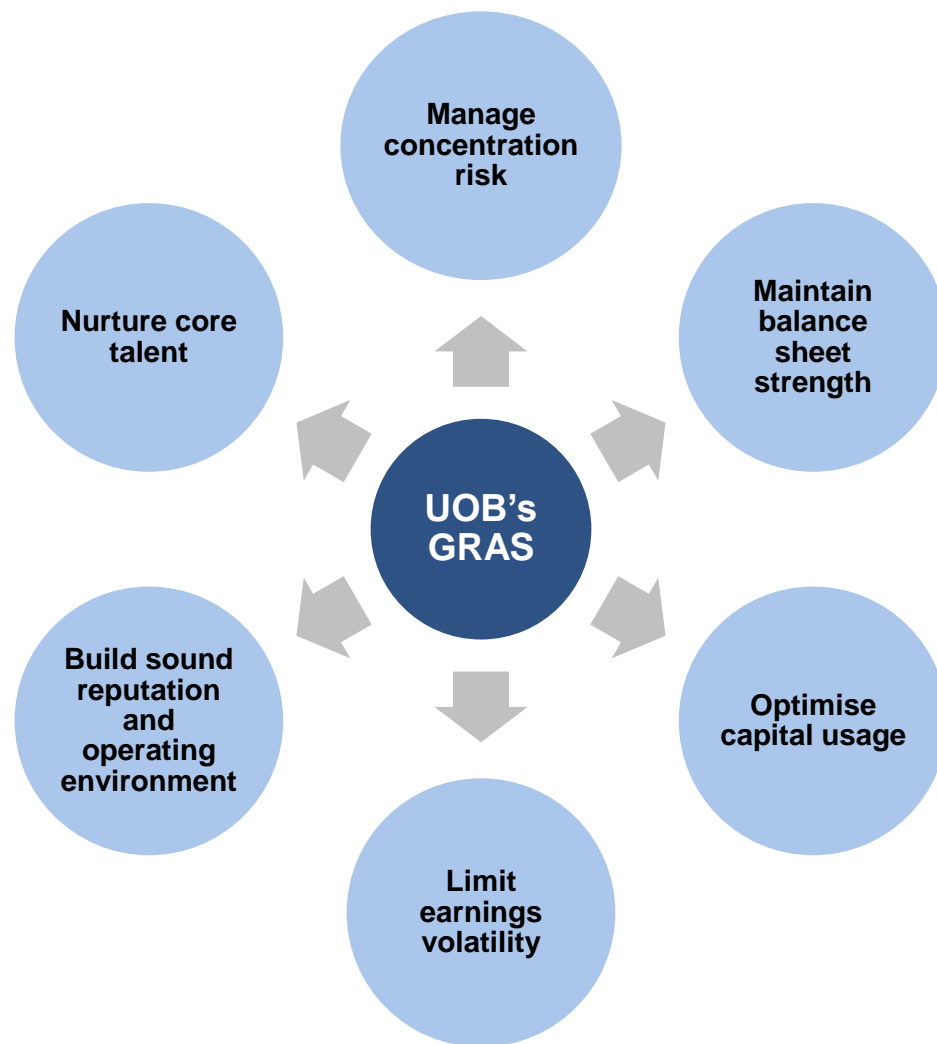 Manage
concentration
risk
Maintain
balance
sheet
strength
Optimise
capital usage
Limit
earnings
volatility
Build sound
reputation
and
operating
environment
Nurture core
talent
UOB’s
GRAS